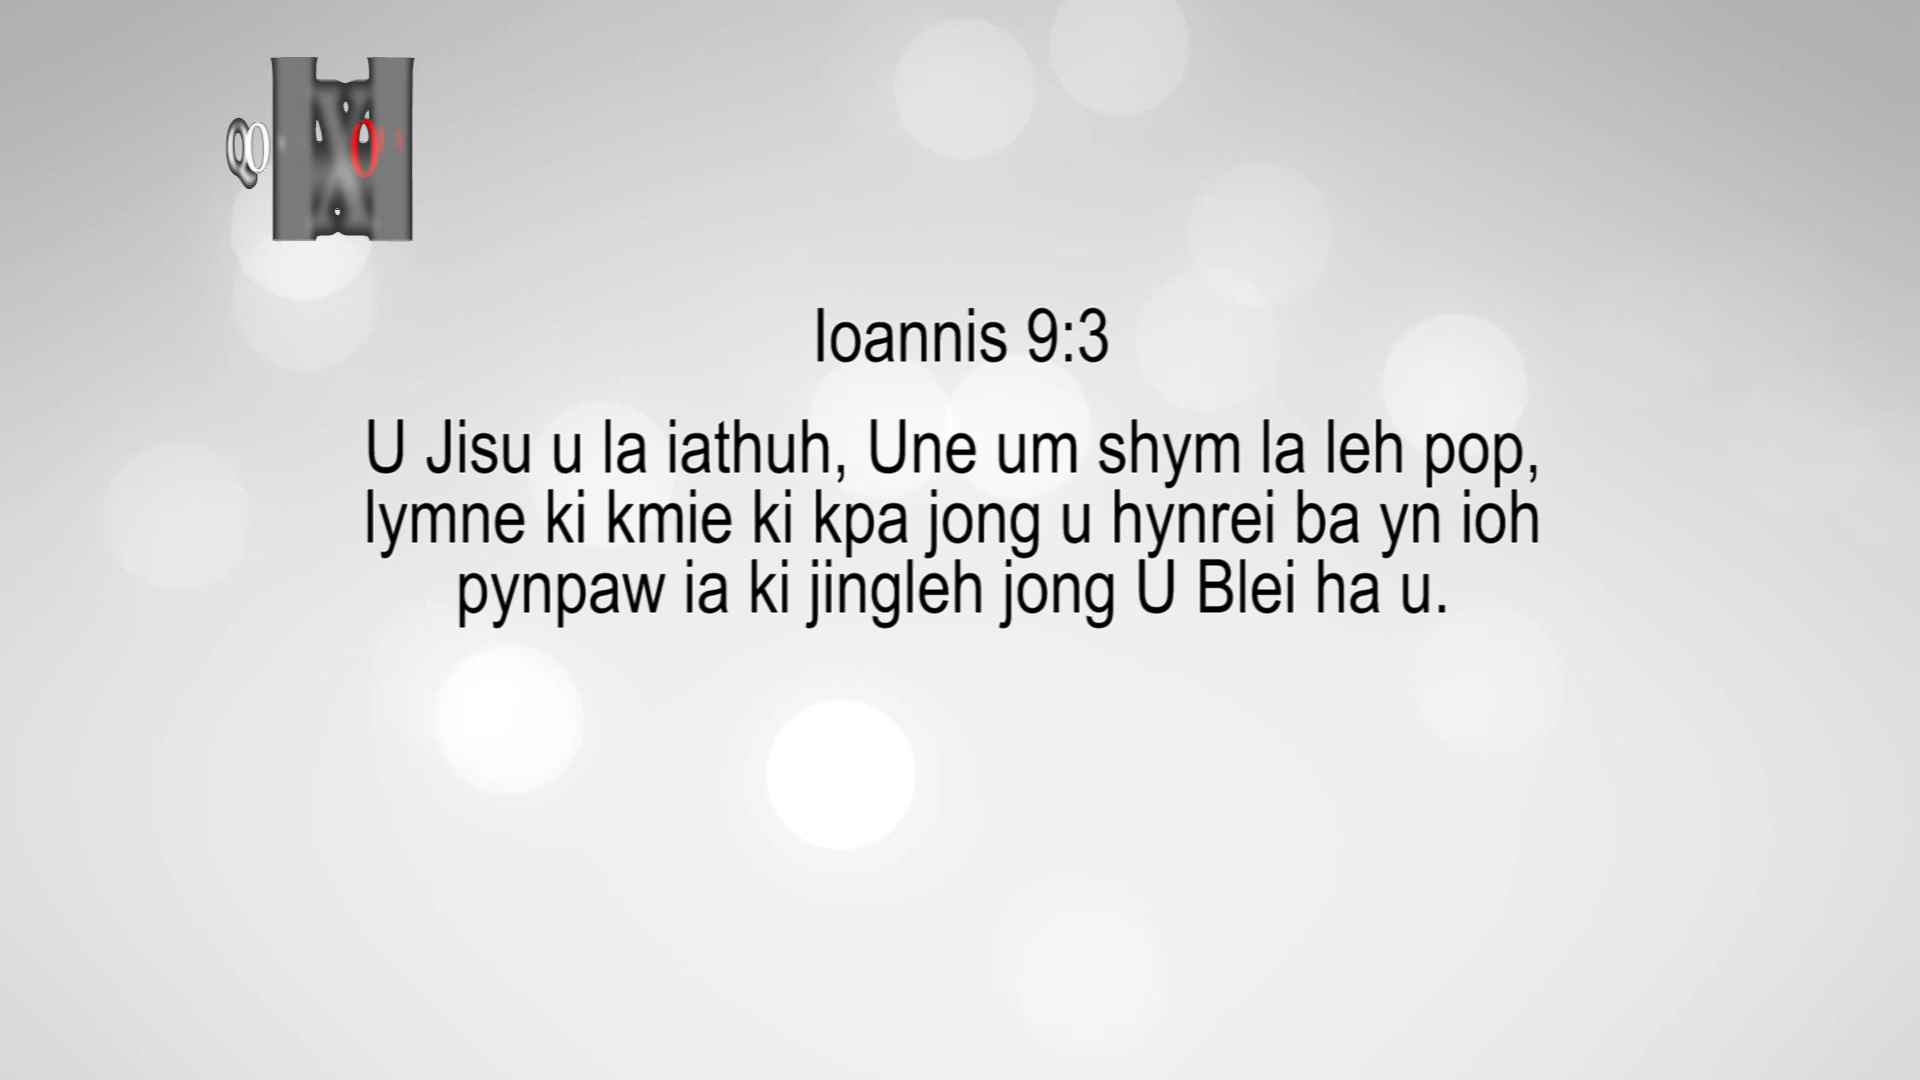 Ioannis 9:3
U Jisu u la iathuh, Une um shym la leh pop,
lymne ki kmie ki kpa jong u hynrei ba yn ioh
pynpaw ia ki jingleh jong U Blei ha u.